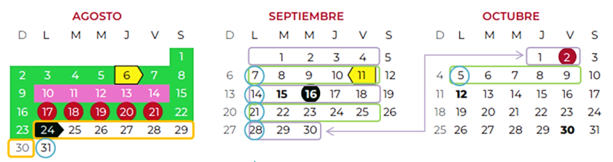 AGOSTO
D L M M J V S
1
2 3 4 5 6 7 8
9 10 11 12 13 14 15
16 17 18 19 20 21 22
23 24 25 26 27 28 29
30 31
SEPTIEMBRE
D L M M J V S
1 2 3 4 5
6 7 8 9 10 11 12
13 14 15 16 17 18 19
20 21 22 23 24 25 26
27 28 29 30
OCTUBRE
D L M M J V S
1 2 3
4 5 6 7 8 9 10
11 12 13 14 15 16 17
18 19 20 21 22 23 24
25 26 27 28 29 30 31